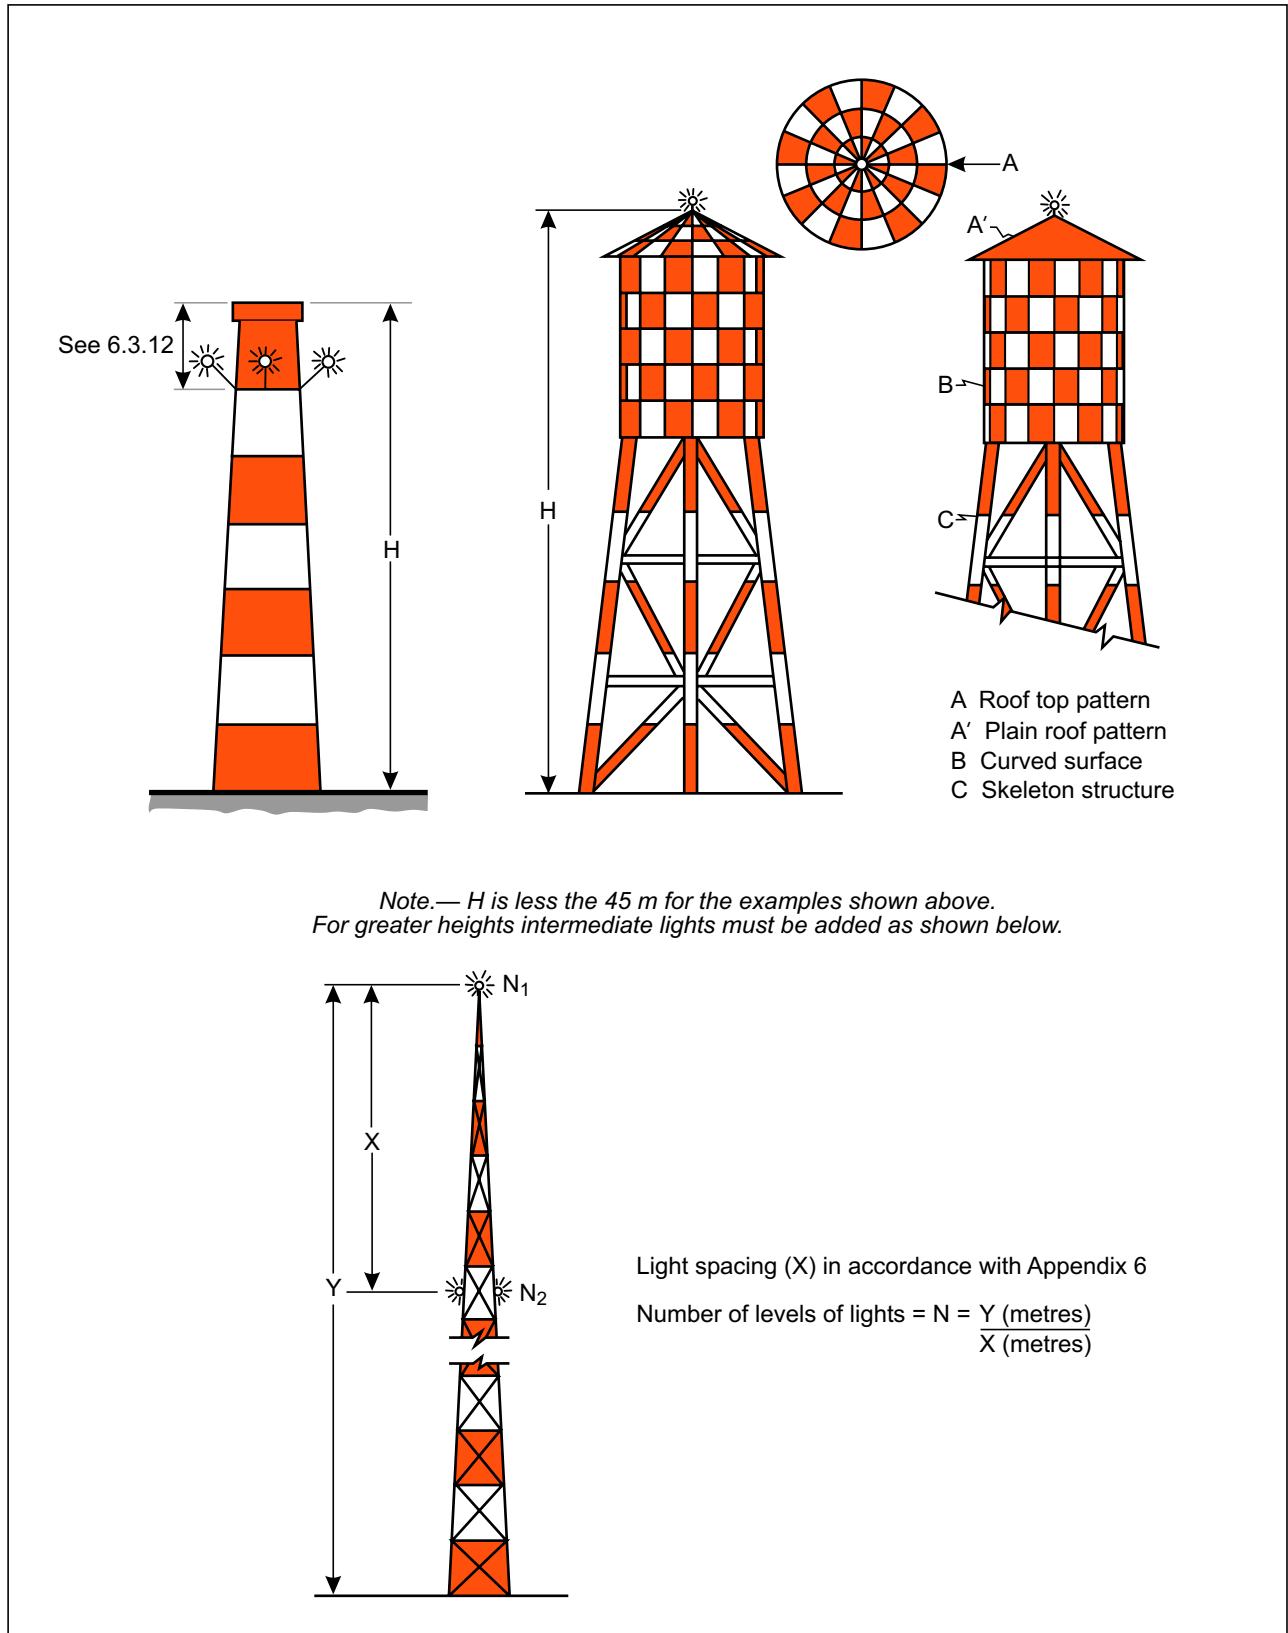 A
A′
See 6.3.12
B
H
H
C
A Roof top pattern
A′ Plain roof pattern
B Curved surface
C Skeleton structure
Note.— H is less the 45 m for the examples shown above.
For greater heights intermediate lights must be added as shown below.
N₁
X
Y
N₂
Light spacing (X) in accordance with Appendix 6
Number of levels of lights = N = Y (metres)
X (metres)